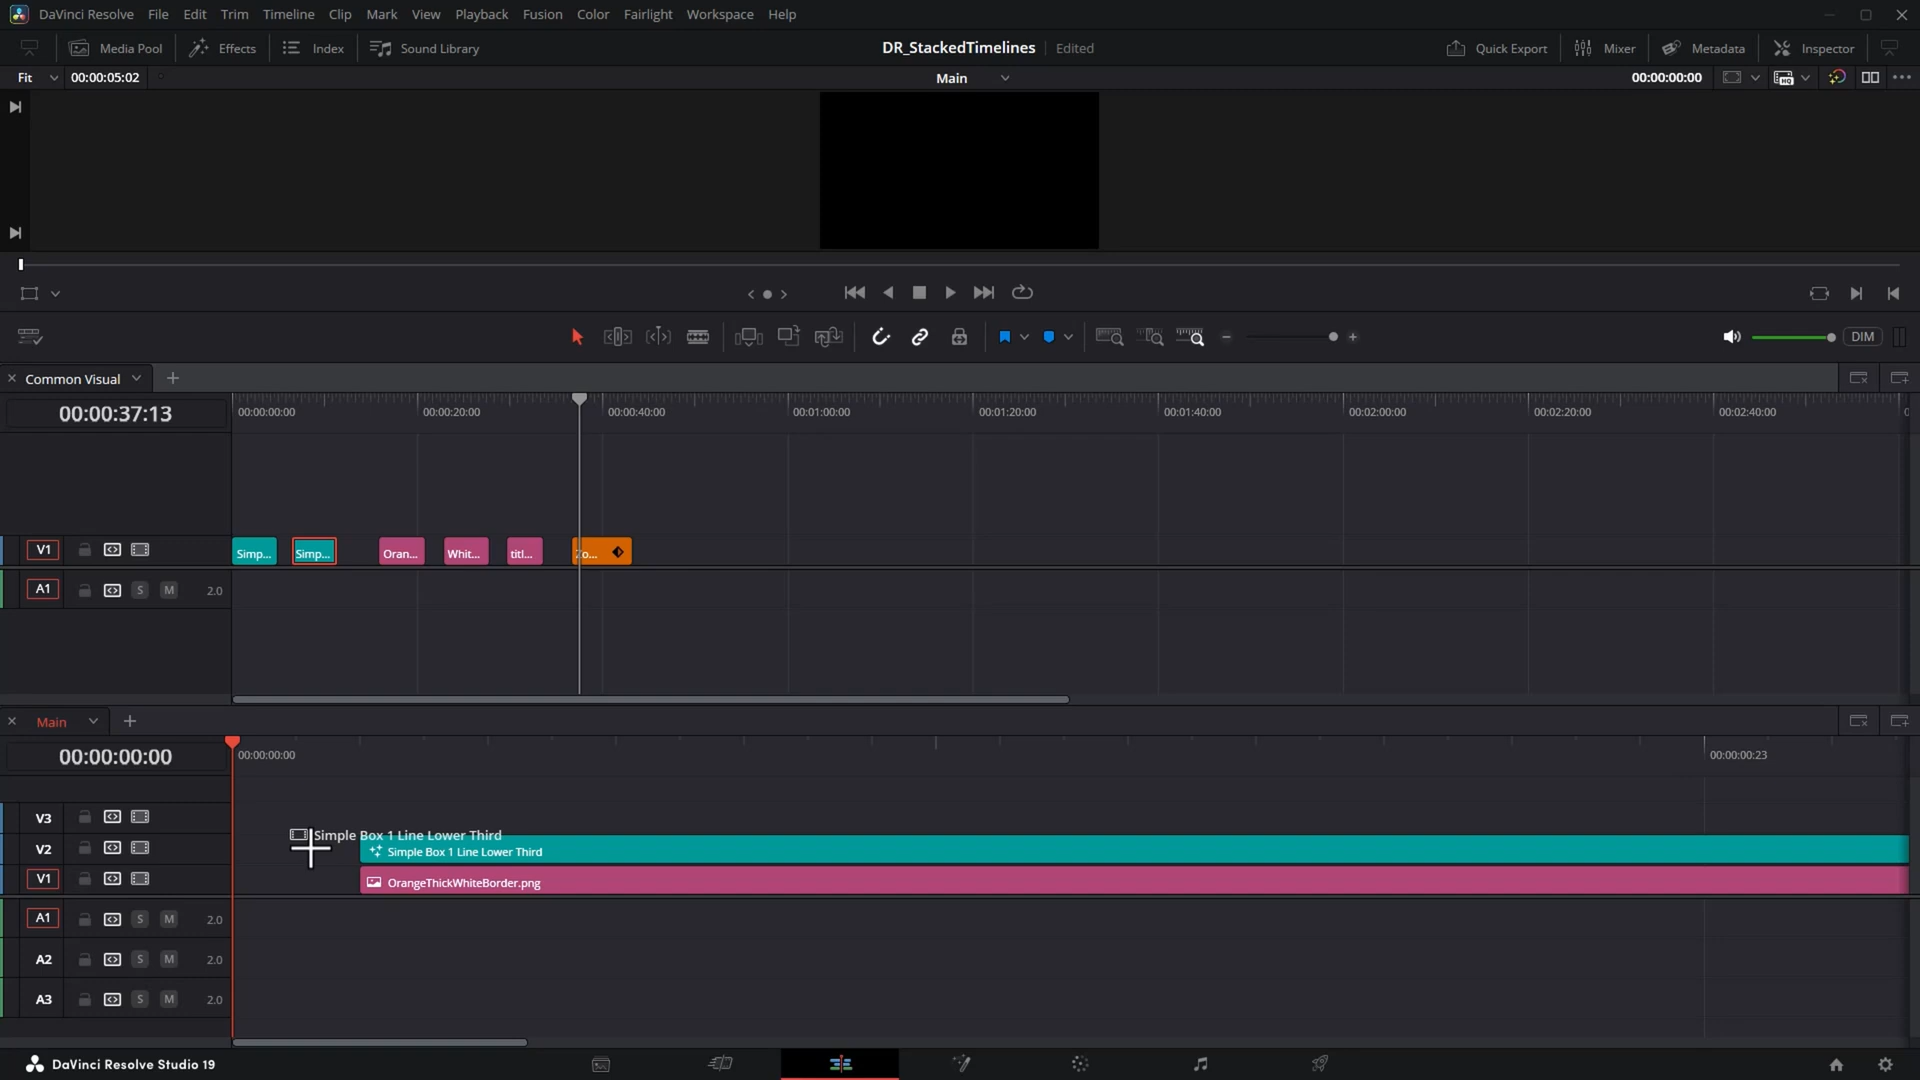 DaVinci Resolve File Edit Trim Timeline Clip Mark View Playback Fusion Color Fairlight Workspace Help
Media Pool Effects Index Sound Library DR_StackedTimelines Edited Quick Export Mixer Metadata Inspector
Fit 00:00:05:02 Main 00:00:00:00 HQ
DIM
Common Visual
00:00:37:13 00:00:00:00 00:00:20:00 00:00:40:00 00:01:00:00 00:01:20:00 00:01:40:00 00:02:00:00 00:02:20:00 00:02:40:00
V1 Simp... Simp... Oran... Whit... titl... Zo...
A1 S M 2.0
Main
00:00:00:00 00:00:00:00 00:00:00:23
V3
Simple Box 1 Line Lower Third
V2 Simple Box 1 Line Lower Third
V1 OrangeThickWhiteBorder.png
A1 S M 2.0
A2 S M 2.0
A3 S M 2.0
DaVinci Resolve Studio 19